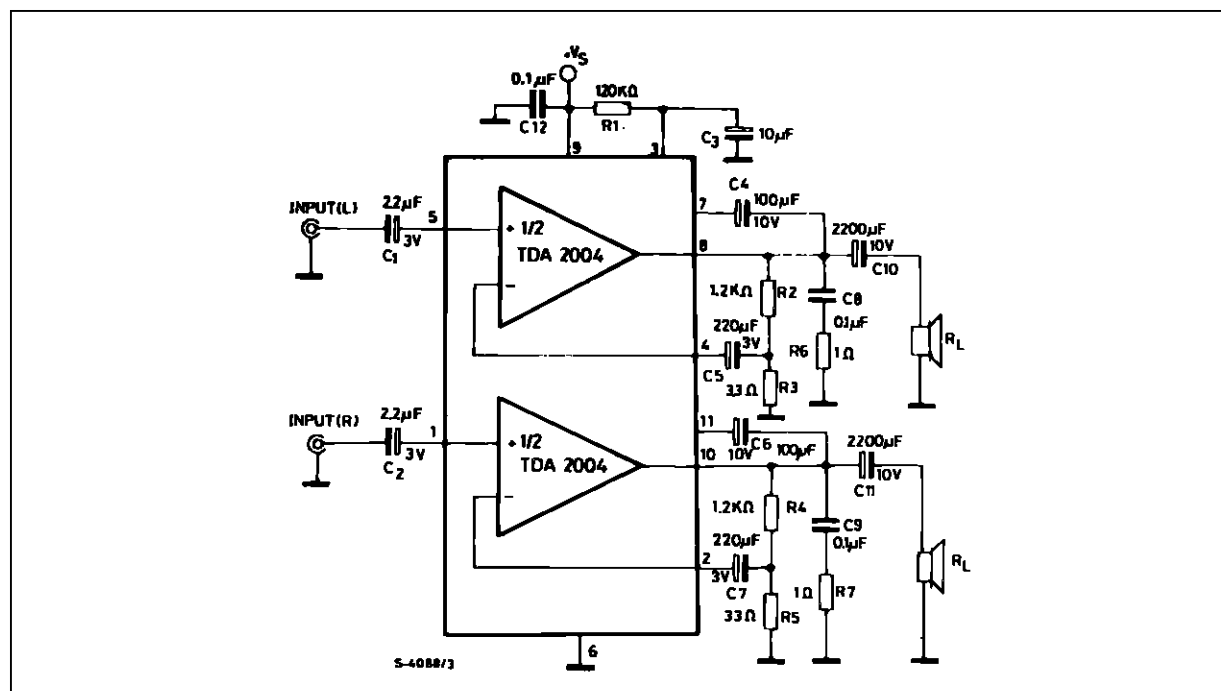 +VS
0.1µF
C12
120KΩ
R1
C3
10µF
9
3
INPUT(L)
2.2µF
3V
C1
5
+ 1/2
TDA 2004
−
7
C4
100µF
10V
8
2200µF
10V
C10
1.2KΩ
R2
C8
0.1µF
220µF
3V
4
C5
R6
1Ω
3.3Ω
R3
RL
INPUT(R)
2.2µF
3V
C2
1
+ 1/2
TDA 2004
−
11
C6
10V
100µF
10
2200µF
10V
C11
1.2KΩ
R4
C9
0.1µF
220µF
2
3V
C7
1Ω
R7
33Ω
R5
RL
6
S-4088/3